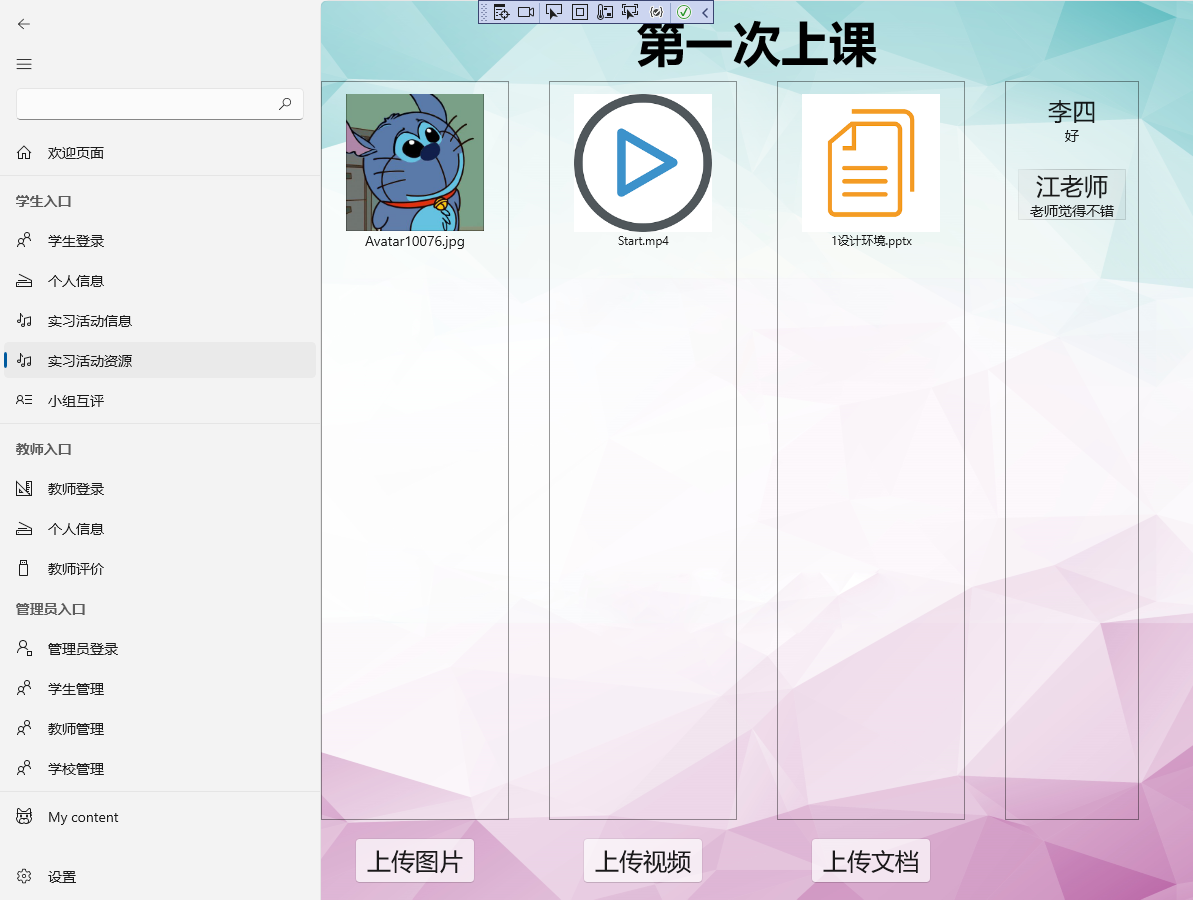 欢迎页面
学生入口
学生登录
个人信息
实习活动信息
实习活动资源
小组互评
教师入口
教师登录
个人信息
教师评价
管理员入口
管理员登录
学生管理
教师管理
学校管理
My content
设置
第一次上课
Avatar10076.jpg
Start.mp4
1设计环境.pptx
李四
好
江老师
老师觉得不错
上传图片
上传视频
上传文档